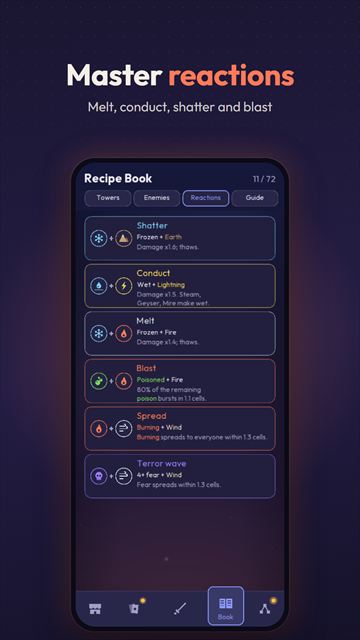 Master reactions
Melt, conduct, shatter and blast
Recipe Book
11 / 72
Towers
Enemies
Reactions
Guide
Shatter
Frozen + Earth
Damage x1.6; thaws.
Conduct
Wet + Lightning
Damage x1.5. Steam,
Geyser, Mire make wet.
Melt
Frozen + Fire
Damage x1.4; thaws.
Blast
Poisoned + Fire
80% of the remaining
poison bursts in 1.1 cells.
Spread
Burning + Wind
Burning spreads to everyone within 1.3 cells.
Terror wave
4+ fear + Wind
Fear spreads within 1.3 cells.
Book